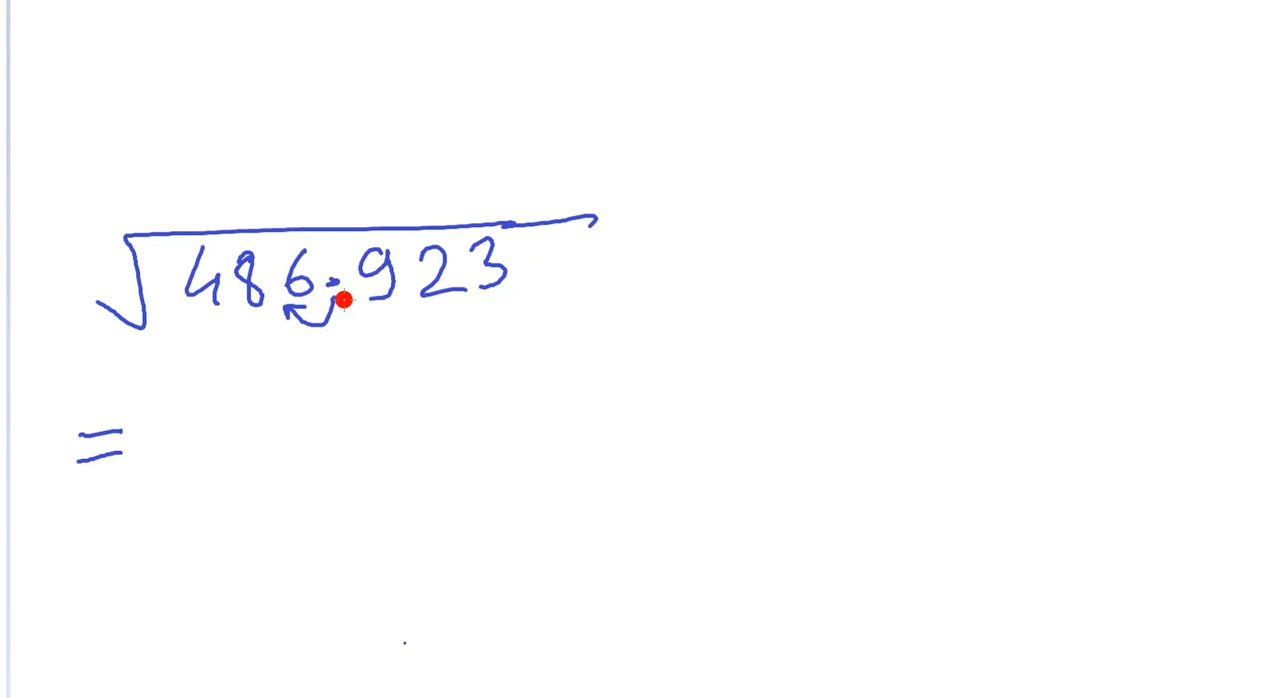 √486.923
=